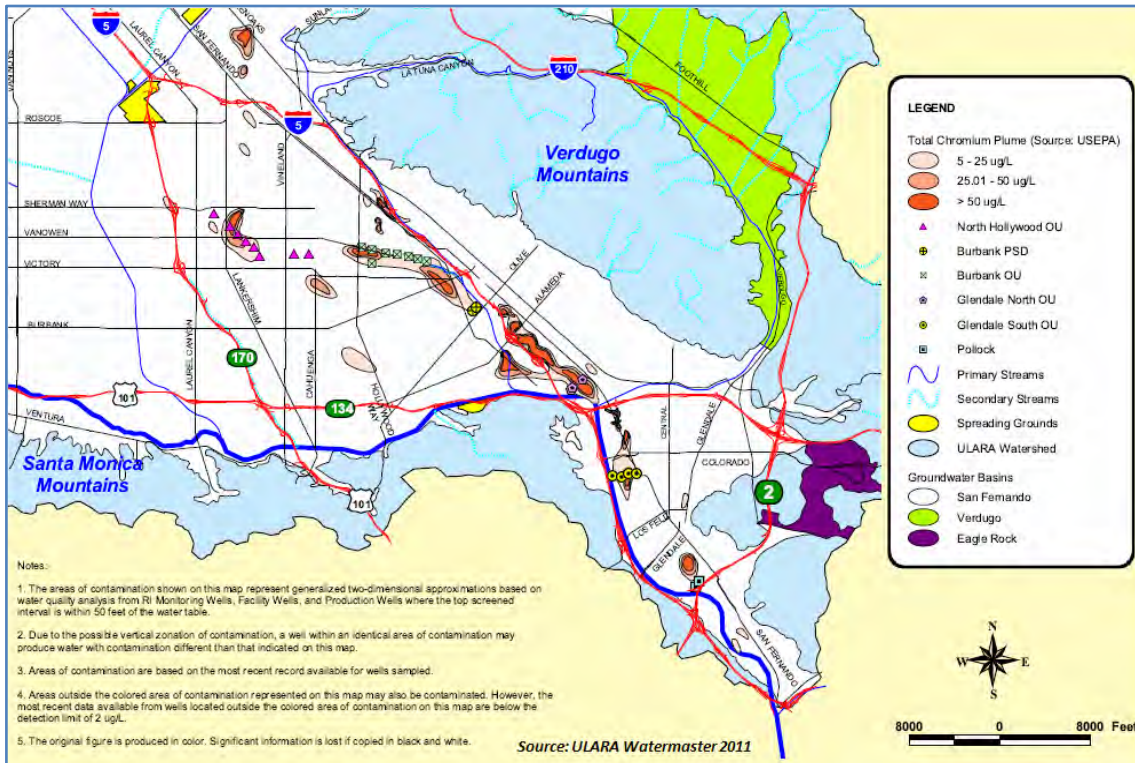 5
LAUREL CANYON
SAN FERNANDO
LA TUNA CANYON
210
FOOTHILL
ROSCOE
5
VINELAND
Verdugo
Mountains
SHERMAN WAY
VANOWEN
VICTORY
LANKERSHIM
OLIVE
ALAMEDA
VERDUGO
BURBANK
LAUREL CANYON
170
CAHUENGA
134
HOLLYWOOD
WAY
101
VENTURA
CENTRAL
GLENDALE
COLORADO
2
Santa Monica
Mountains
101
LOS FELIZ
GLENDALE
SAN FERNANDO
Notes:
1. The areas of contamination shown on this map represent generalized two-dimensional approximations based on
water quality analysis from RI Monitoring Wells, Facility Wells, and Production Wells where the top screened
interval is within 50 feet of the water table.
2. Due to the possible vertical zonation of contamination, a well within an identical area of contamination may
produce water with contamination different than that indicated on this map.
3. Areas of contamination are based on the most recent record available for wells sampled.
4. Areas outside the colored area of contamination represented on this map may also be contaminated. However, the
most recent data available from wells located outside the colored area of contamination on this map are below the
detection limit of 2 ug/L.
5. The original figure is produced in color. Significant information is lost if copied in black and white.
Source: ULARA Watermaster 2011
LEGEND
Total Chromium Plume (Source: USEPA)
5 - 25 ug/L
25.01 - 50 ug/L
> 50 ug/L
North Hollywood OU
Burbank PSD
Burbank OU
Glendale North OU
Glendale South OU
Pollock
Primary Streams
Secondary Streams
Spreading Grounds
ULARA Watershed
Groundwater Basins
San Fernando
Verdugo
Eagle Rock
N
W E
S
8000 0 8000 Feet